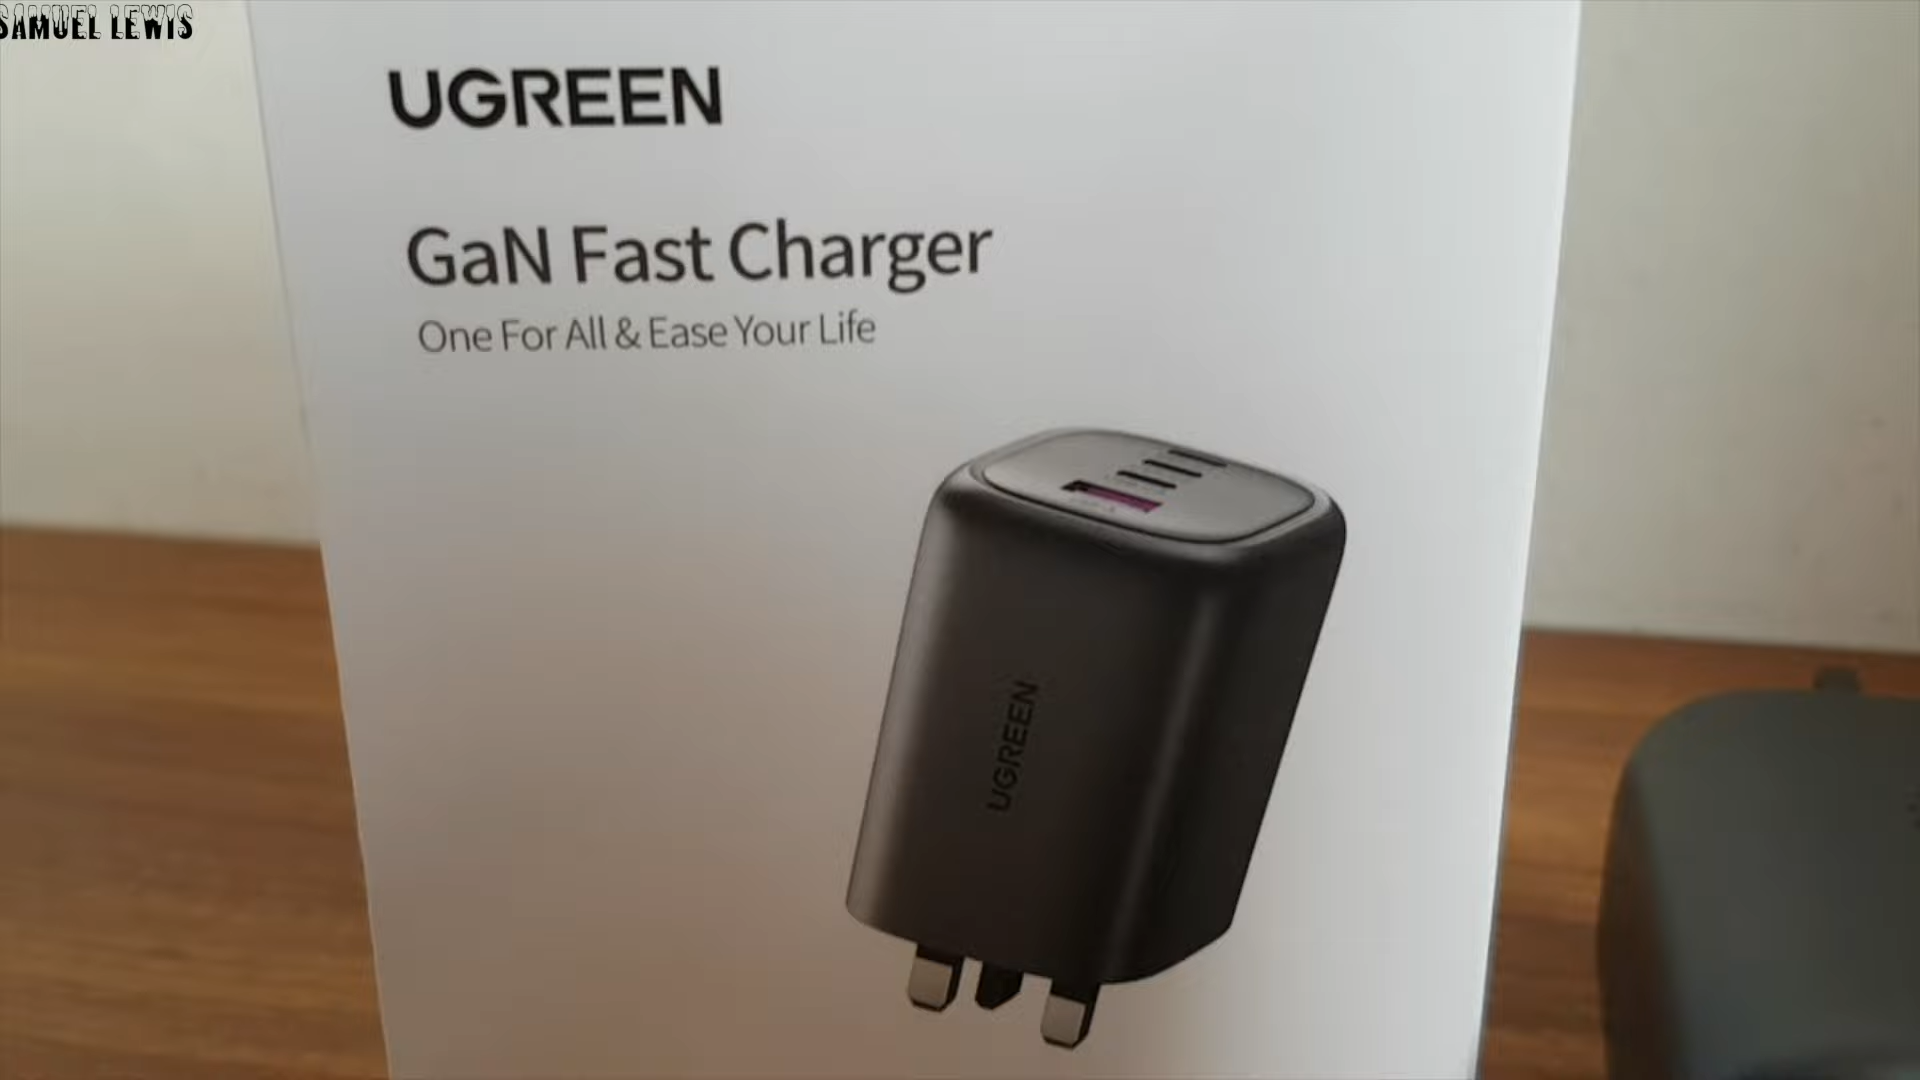 SAMUEL LEWIS
UGREEN
GaN Fast Charger
One For All & Ease Your Life
UGREEN